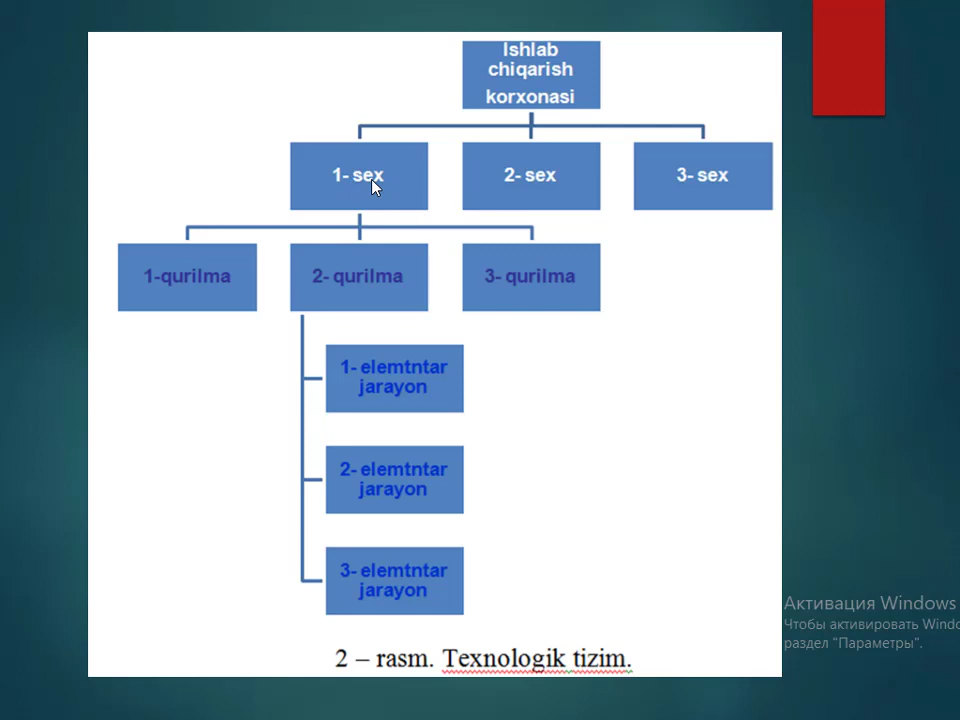 Ishlab
chiqarish
korxonasi
1- sex
2- sex
3- sex
1-qurilma
2- qurilma
3- qurilma
1- elemtntar
jarayon
2- elemtntar
jarayon
3- elemtntar
jarayon
2 – rasm. Texnologik tizim.
Активация Windows
Чтобы активировать Windo
раздел "Параметры".